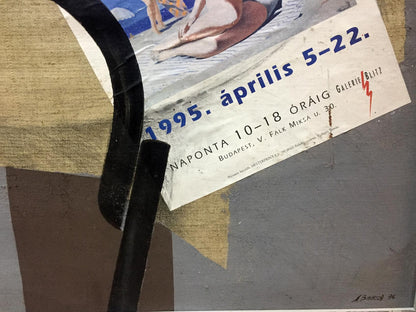 1995. április 5–22.
NAPONTA 10–18 ÓRÁIG GALERIE BLITZ
BUDAPEST, V. FALK MIKSA U. 30.